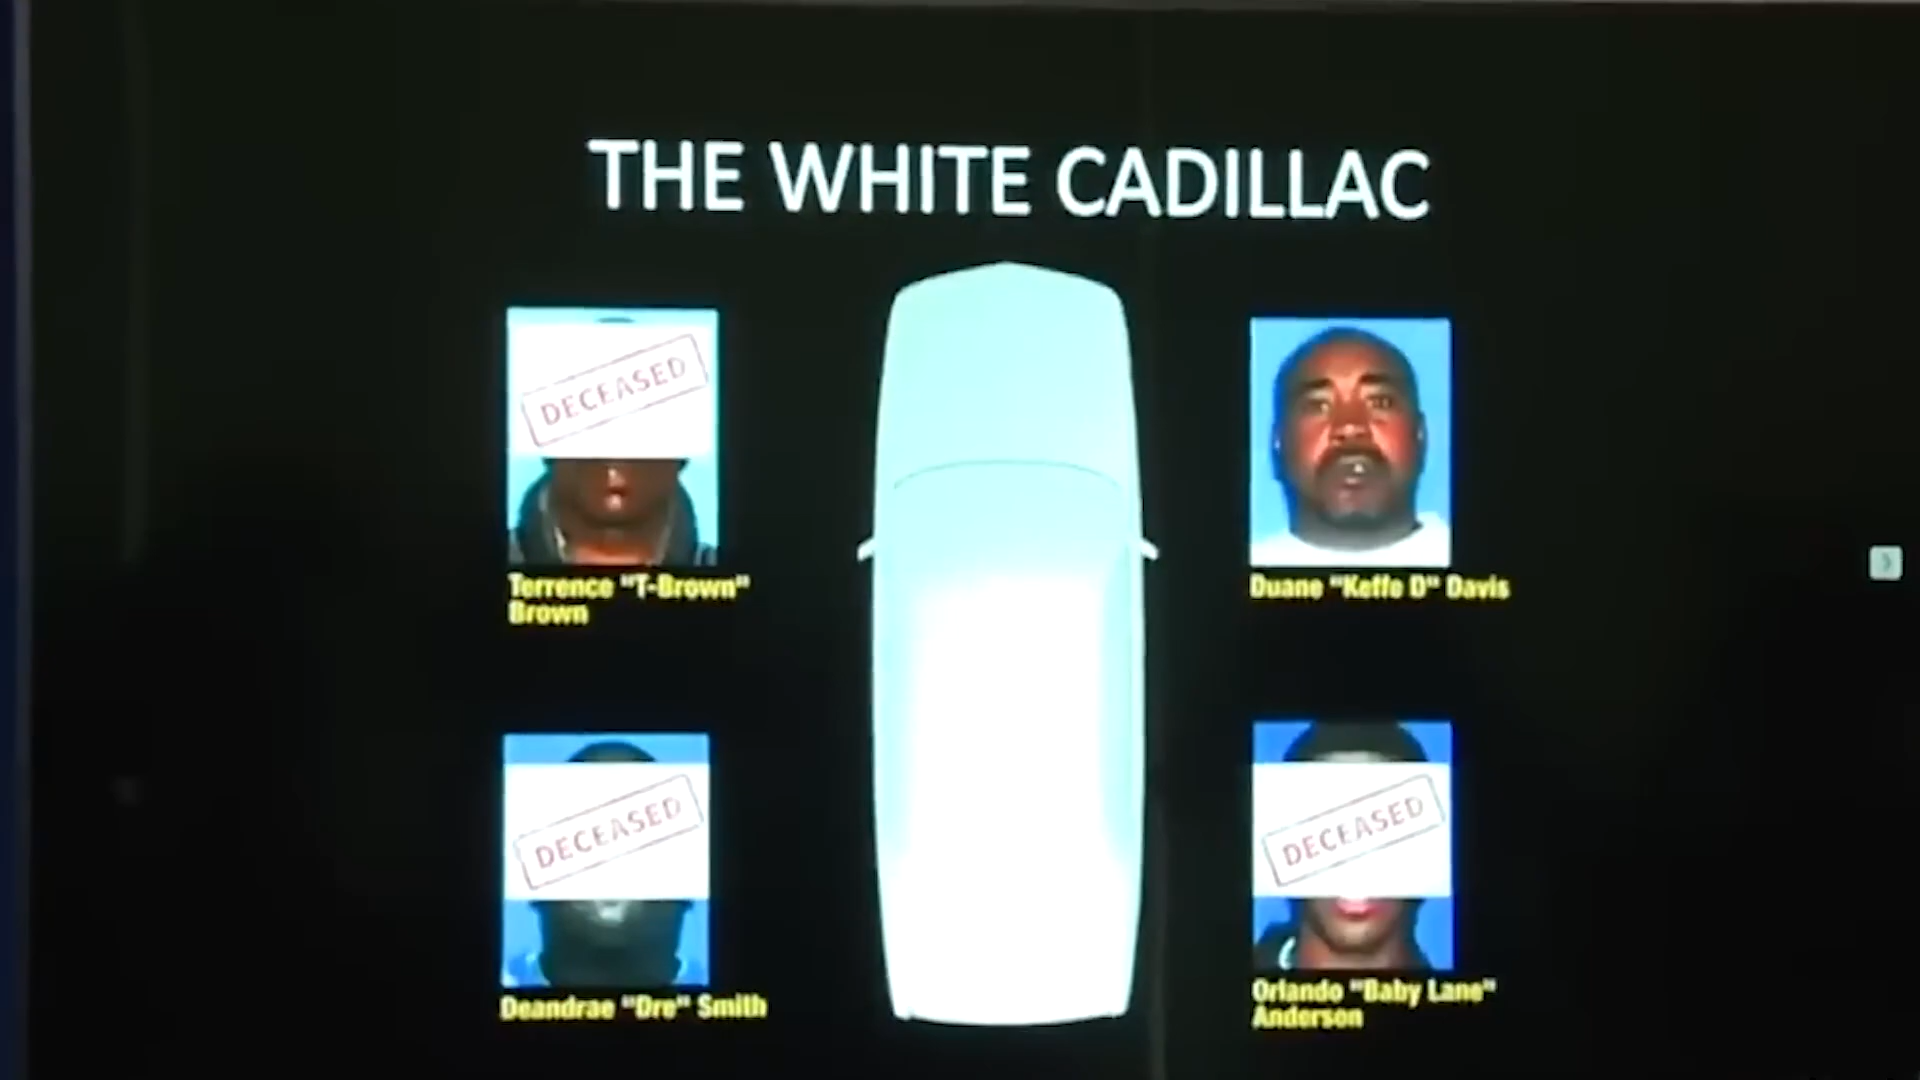 THE WHITE CADILLAC
DECEASED
Terrence "T-Brown"
Brown
Duane "Keffe D" Davis
DECEASED
Deandrae "Dre" Smith
DECEASED
Orlando "Baby Lane"
Anderson